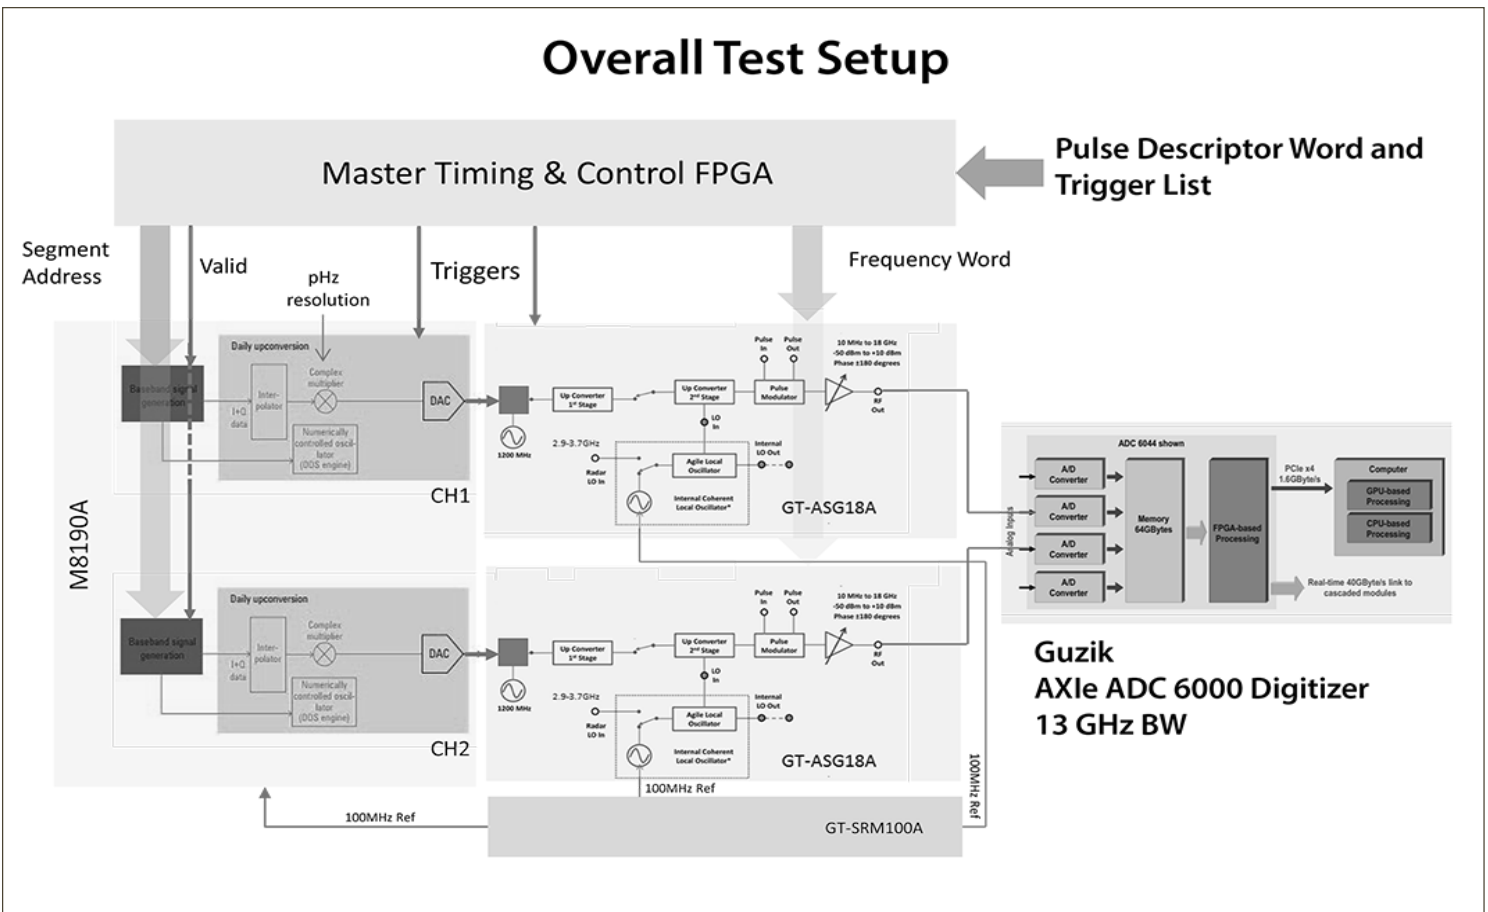 Overall Test Setup
Master Timing & Control FPGA
Pulse Descriptor Word and
Trigger List
Segment
Address
Valid
pHz
resolution
Triggers
Frequency Word
M8190A
Daily upconversion
Baseband signal
generation
I+Q
data
Inter-
polator
Complex
multiplier
Numerically
controlled oscil-
lator
(DDS engine)
DAC
CH1
1200 MHz
Up Converter
1st Stage
Up Converter
2nd Stage
Pulse
In
Pulse
Out
Pulse
Modulator
10 MHz to 18 GHz
-50 dBm to +10 dBm
Phase ±180 degrees
RF
Out
LO
In
2.9-3.7GHz
Radar
LO In
Agile Local
Oscillator
Internal
LO Out
Internal Coherent
Local Oscillator*
GT-ASG18A
Daily upconversion
Baseband signal
generation
I+Q
data
Inter-
polator
Complex
multiplier
Numerically
controlled oscil-
lator
(DDS engine)
DAC
CH2
1200 MHz
Up Converter
1st Stage
Up Converter
2nd Stage
Pulse
In
Pulse
Out
Pulse
Modulator
10 MHz to 18 GHz
-50 dBm to +10 dBm
Phase ±180 degrees
RF
Out
LO
In
2.9-3.7GHz
Radar
LO In
Agile Local
Oscillator
Internal
LO Out
Internal Coherent
Local Oscillator*
GT-ASG18A
100MHz Ref
100MHz Ref
100MHz Ref
GT-SRM100A
ADC 6044 shown
Analog Inputs
A/D
Converter
A/D
Converter
A/D
Converter
A/D
Converter
Memory
64GBytes
FPGA-based
Processing
PCIe x4
1.6GByte/s
Computer
GPU-based
Processing
CPU-based
Processing
Real-time 40GByte/s link to
cascaded modules
Guzik
AXIe ADC 6000 Digitizer
13 GHz BW